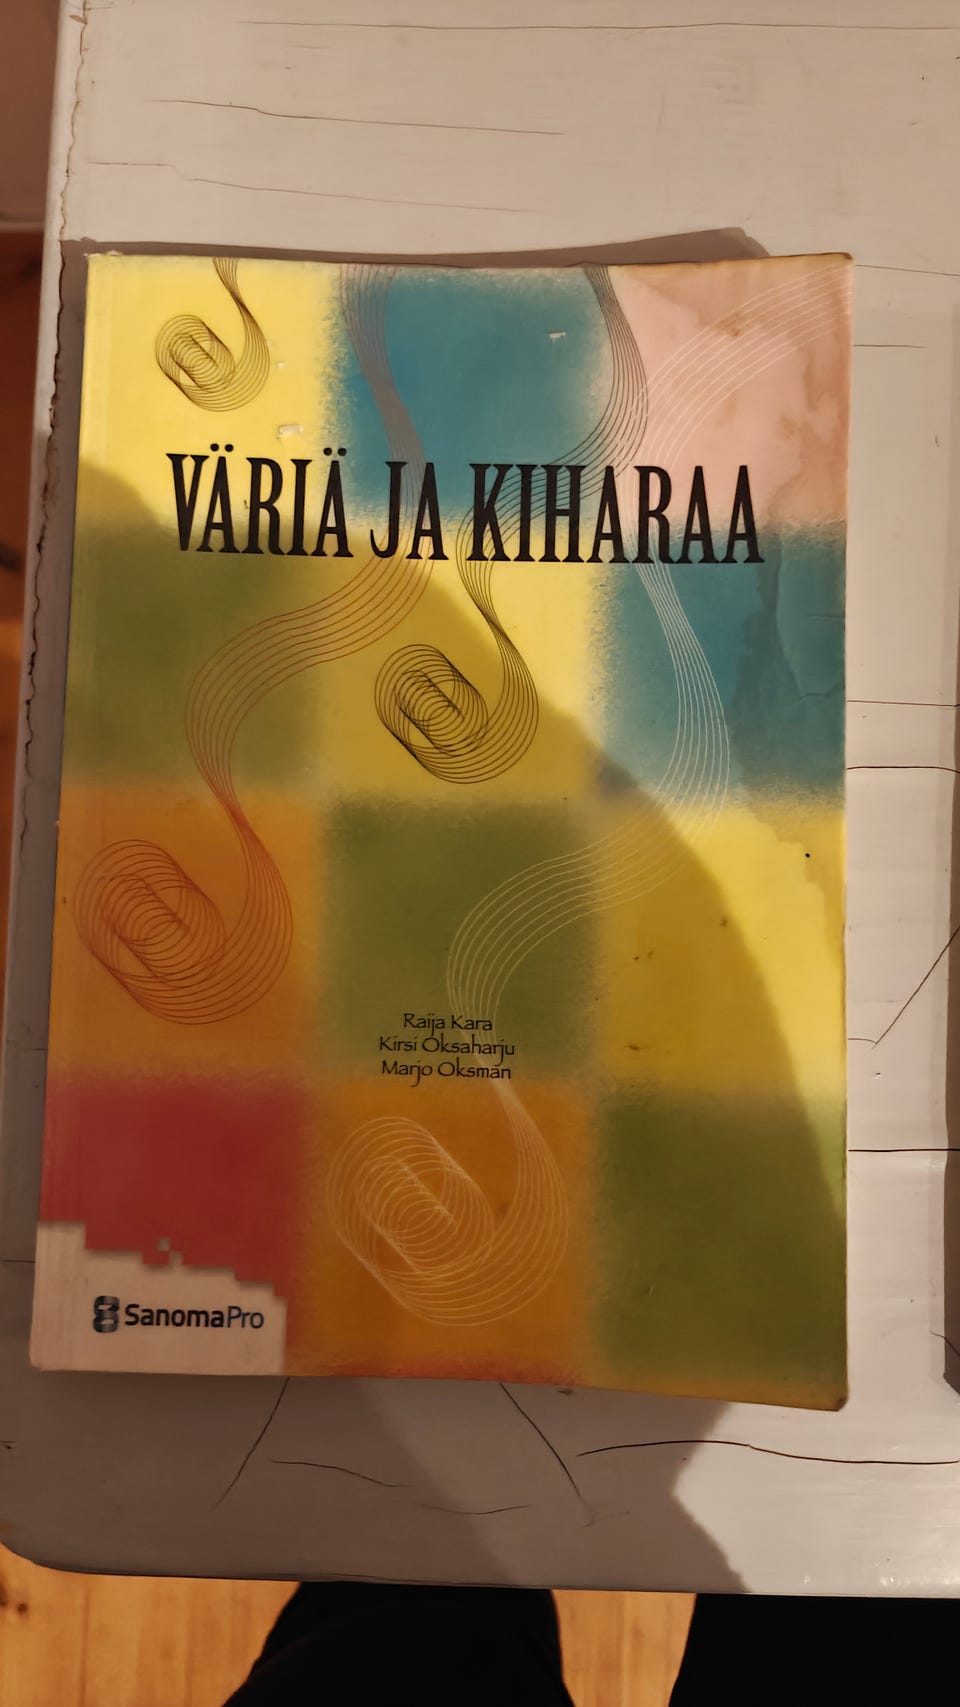 VÄRIÄ JA KIHARAA
Raija Kara
Kirsi Oksaharju
Marjo Oksman
SanomaPro